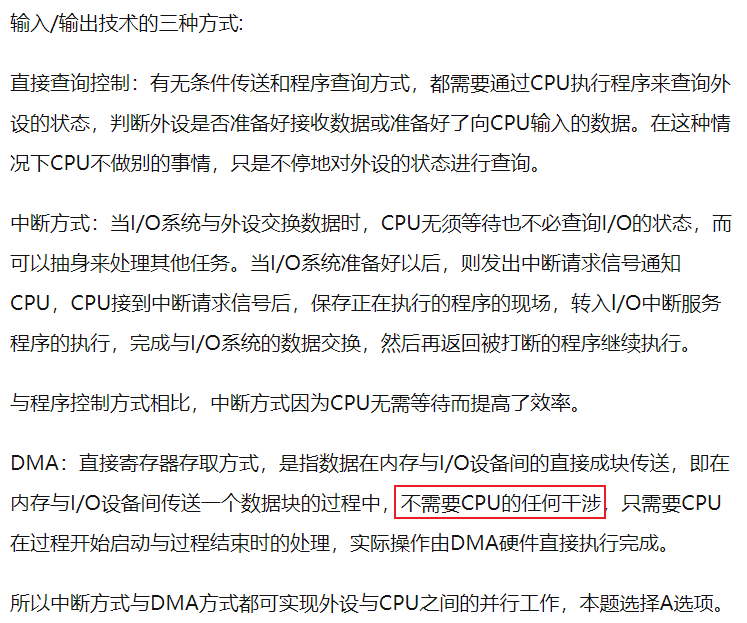 输入/输出技术的三种方式:
直接查询控制：有无条件传送和程序查询方式，都需要通过CPU执行程序来查询外
设的状态，判断外设是否准备好接收数据或准备好了向CPU输入的数据。在这种情
况下CPU不做别的事情，只是不停地对外设的状态进行查询。
中断方式：当I/O系统与外设交换数据时，CPU无须等待也不必查询I/O的状态，而
可以抽身来处理其他任务。当I/O系统准备好以后，则发出中断请求信号通知
CPU，CPU接到中断请求信号后，保存正在执行的程序的现场，转入I/O中断服务
程序的执行，完成与I/O系统的数据交换，然后再返回被打断的程序继续执行。
与程序控制方式相比，中断方式因为CPU无需等待而提高了效率。
DMA：直接寄存器存取方式，是指数据在内存与I/O设备间的直接成块传送，即在
内存与I/O设备间传送一个数据块的过程中，不需要CPU的任何干涉，只需要CPU
在过程开始启动与过程结束时的处理，实际操作由DMA硬件直接执行完成。
所以中断方式与DMA方式都可实现外设与CPU之间的并行工作，本题选择A选项。